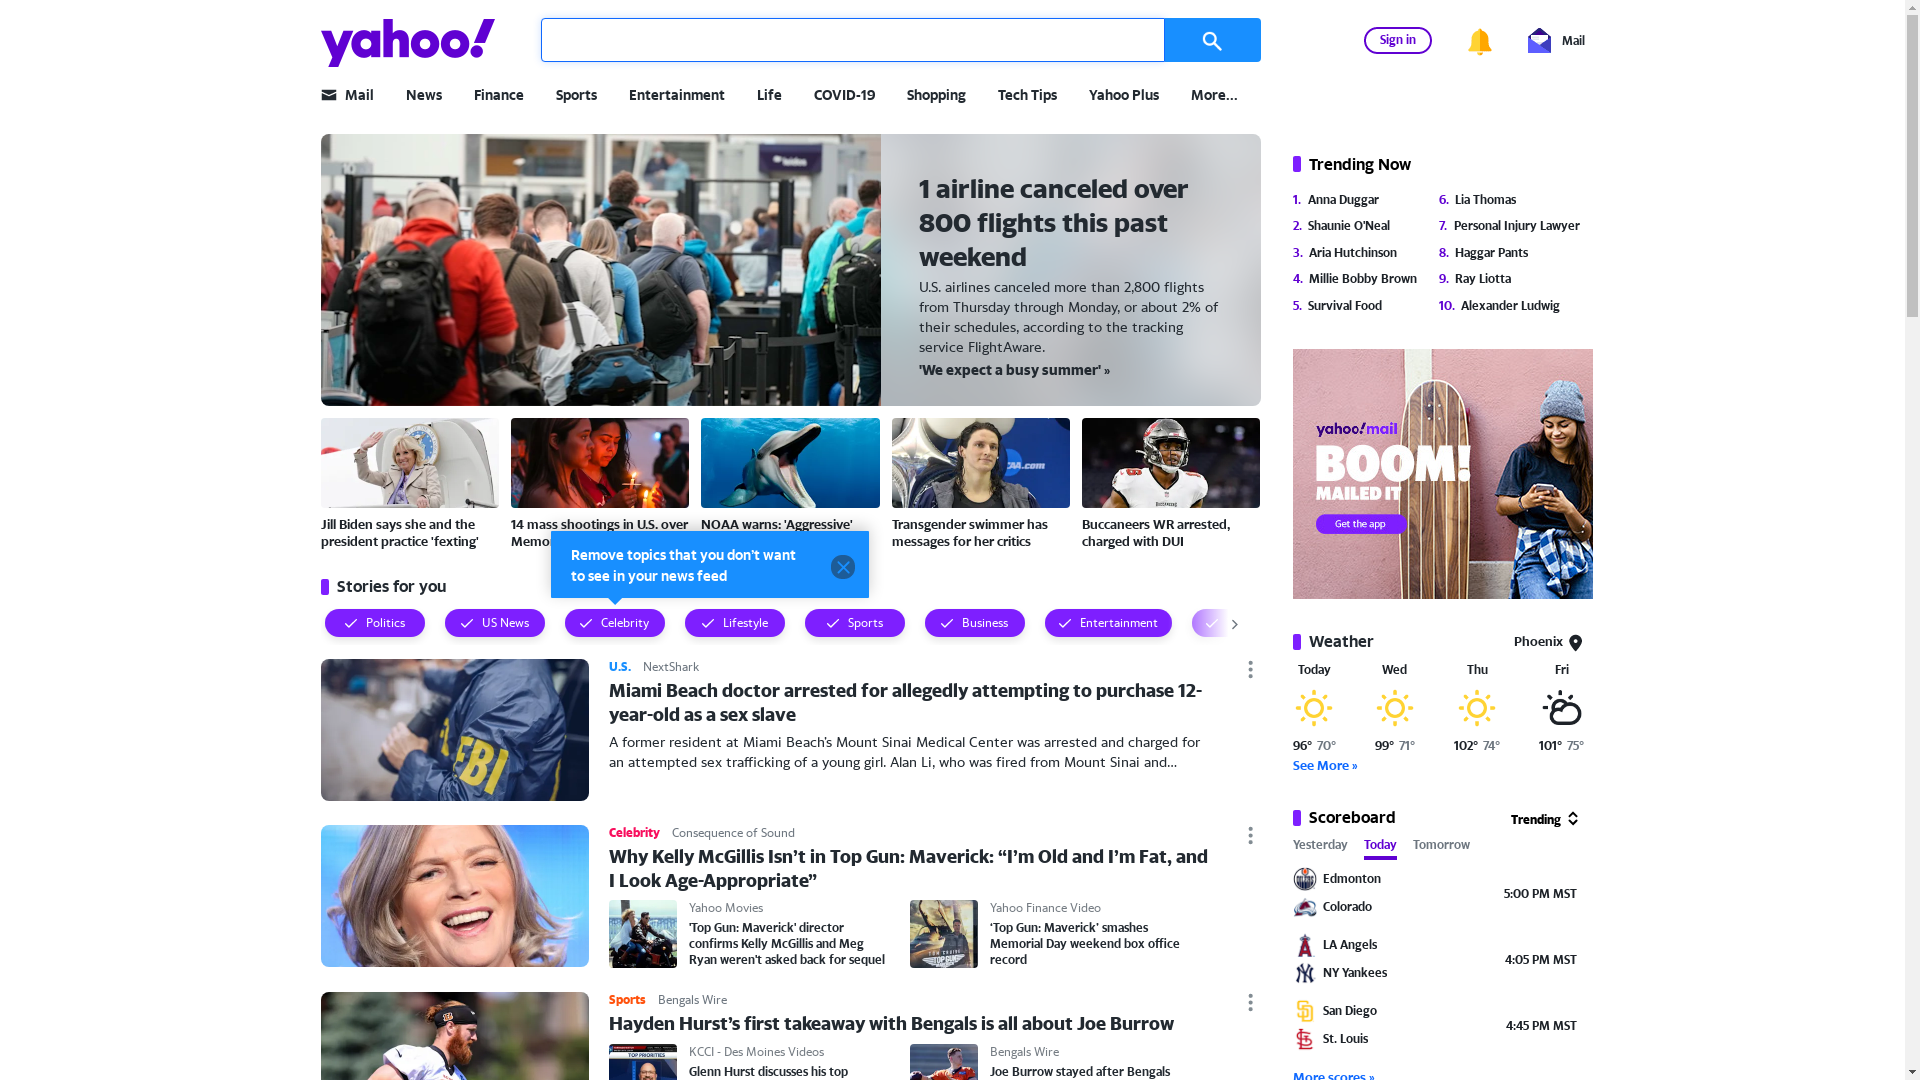 yahoo!
Sign in
Mail
Mail
News
Finance
Sports
Entertainment
Life
COVID-19
Shopping
Tech Tips
Yahoo Plus
More...
1 airline canceled over
800 flights this past
weekend
U.S. airlines canceled more than 2,800 flights
from Thursday through Monday, or about 2% of
their schedules, according to the tracking
service FlightAware.
'We expect a busy summer' »
Jill Biden says she and the
president practice 'fexting'
14 mass shootings in U.S. over
NOAA warns: 'Aggressive'
Transgender swimmer has
messages for her critics
Buccaneers WR arrested,
charged with DUI
Remove topics that you don't want
to see in your news feed
Stories for you
Politics
US News
Celebrity
Lifestyle
Sports
Business
Entertainment
FBI
U.S.
NextShark
Miami Beach doctor arrested for allegedly attempting to purchase 12-
year-old as a sex slave
A former resident at Miami Beach's Mount Sinai Medical Center was arrested and charged for
an attempted sex trafficking of a young girl. Alan Li, who was fired from Mount Sinai and...
Celebrity
Consequence of Sound
Why Kelly McGillis Isn't in Top Gun: Maverick: “I'm Old and I'm Fat, and
I Look Age-Appropriate”
Yahoo Movies
'Top Gun: Maverick' director
confirms Kelly McGillis and Meg
Ryan weren't asked back for sequel
Yahoo Finance Video
‘Top Gun: Maverick’ smashes
Memorial Day weekend box office
record
Sports
Bengals Wire
Hayden Hurst's first takeaway with Bengals is all about Joe Burrow
KCCI - Des Moines Videos
Glenn Hurst discusses his top
Bengals Wire
Joe Burrow stayed after Bengals
Trending Now
1. Anna Duggar
2. Shaunie O'Neal
3. Aria Hutchinson
4. Millie Bobby Brown
5. Survival Food
6. Lia Thomas
7. Personal Injury Lawyer
8. Haggar Pants
9. Ray Liotta
10. Alexander Ludwig
yahoo!mail
BOOM!
MAILED IT
Get the app
Weather
Phoenix
Today
Wed
Thu
Fri
96° 70°
99° 71°
102° 74°
101° 75°
See More »
Scoreboard
Trending
Yesterday
Today
Tomorrow
Edmonton
Colorado
5:00 PM MST
LA Angels
NY Yankees
4:05 PM MST
San Diego
St. Louis
4:45 PM MST
More scores »